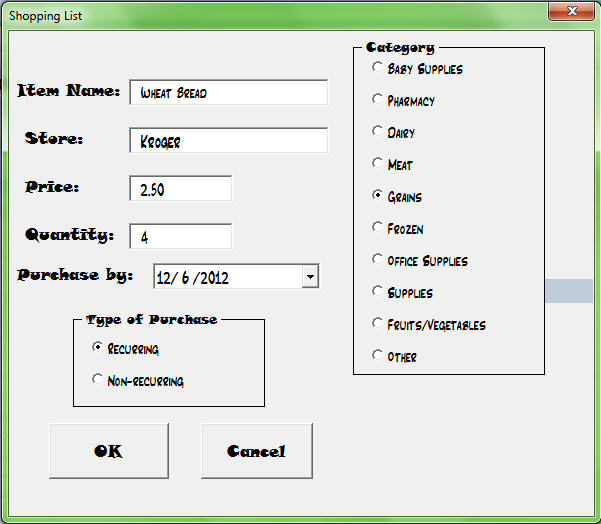 Shopping List
Item Name: Wheat Bread
Store: Kroger
Price: 2.50
Quantity: 4
Purchase by: 12/ 6 /2012
Type of Purchase
Recurring
Non-recurring
OK
Cancel
Category
Baby Supplies
Pharmacy
Dairy
Meat
Grains
Frozen
Office Supplies
Supplies
Fruits/Vegetables
Other